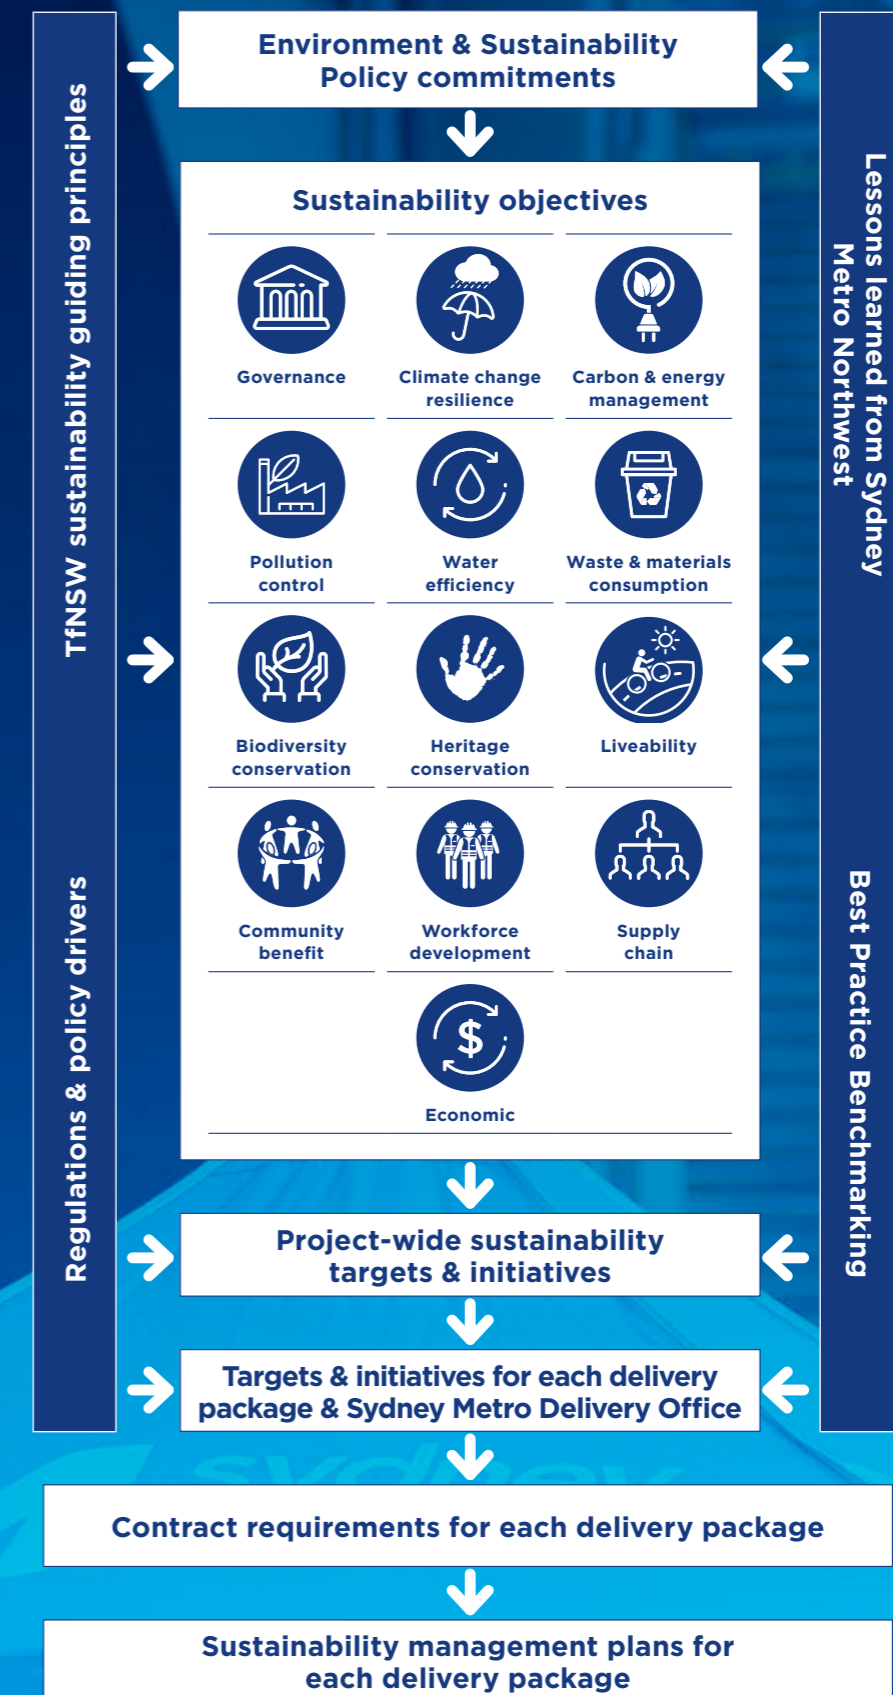 Environment & Sustainability
Policy commitments
TfNSW sustainability guiding principles
Regulations & policy drivers
Lessons learned from Sydney
Metro Northwest
Best Practice Benchmarking
Sustainability objectives
Governance
Climate change
resilience
Carbon & energy
management
Pollution
control
Water
efficiency
Waste & materials
consumption
Biodiversity
conservation
Heritage
conservation
Liveability
Community
benefit
Workforce
development
Supply
chain
$
Economic
Project-wide sustainability
targets & initiatives
Targets & initiatives for each delivery
package & Sydney Metro Delivery Office
sydney
Contract requirements for each delivery package
Sustainability management plans for
each delivery package